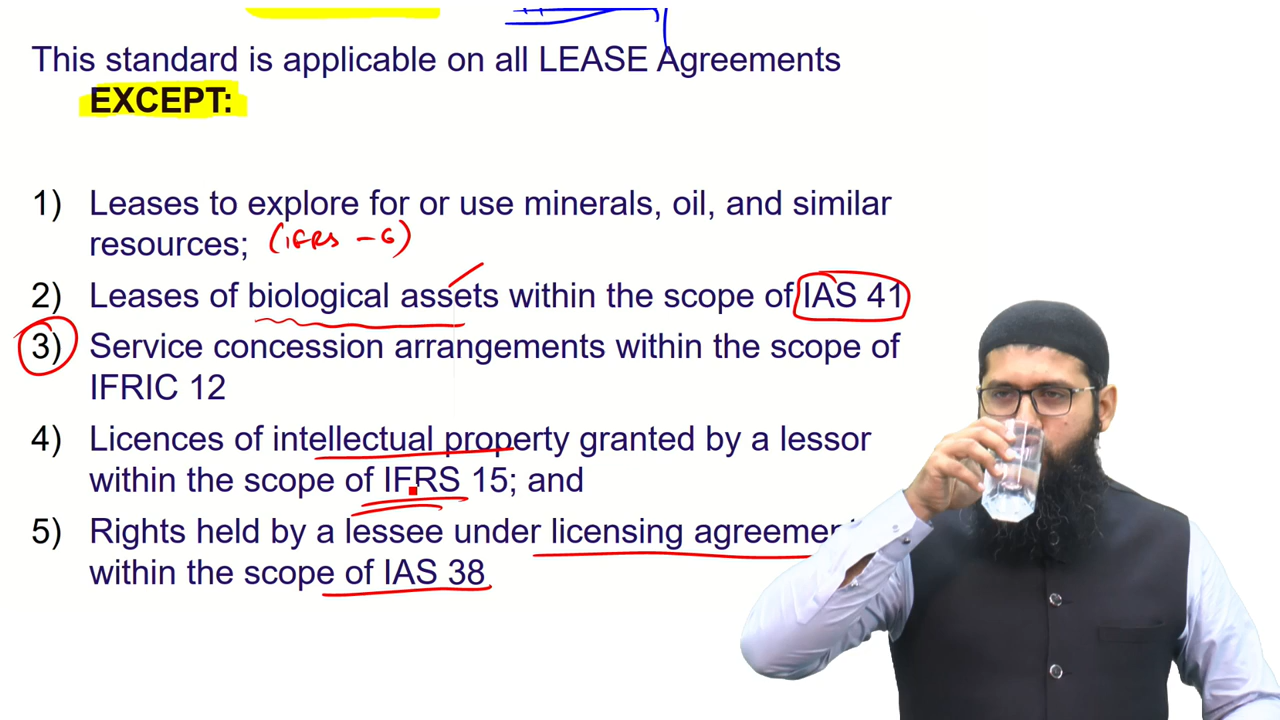 This standard is applicable on all LEASE Agreements
EXCEPT:
1) Leases to explore for or use minerals, oil, and similar
resources; (IFRS - 6)
2) Leases of biological assets within the scope of IAS 41
3) Service concession arrangements within the scope of
IFRIC 12
4) Licences of intellectual property granted by a lessor
within the scope of IFRS 15; and
5) Rights held by a lessee under licensing
within the scope of IAS 38